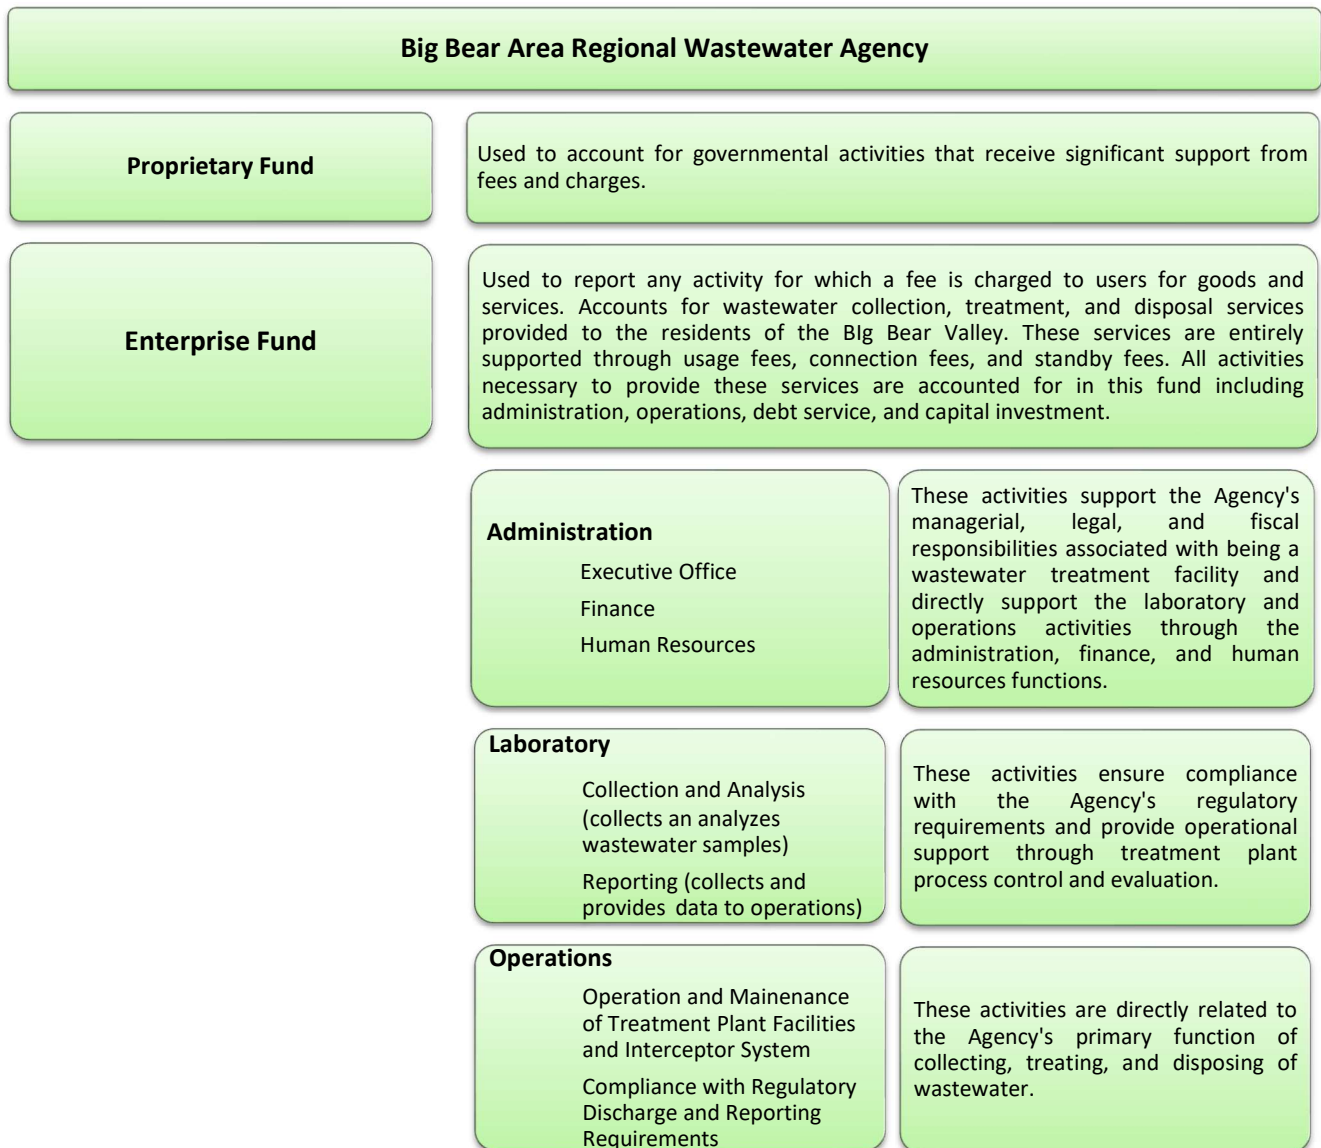 Big Bear Area Regional Wastewater Agency
Proprietary Fund
Used to account for governmental activities that receive significant support from
fees and charges.
Enterprise Fund
Used to report any activity for which a fee is charged to users for goods and
services. Accounts for wastewater collection, treatment, and disposal services
provided to the residents of the BIg Bear Valley. These services are entirely
supported through usage fees, connection fees, and standby fees. All activities
necessary to provide these services are accounted for in this fund including
administration, operations, debt service, and capital investment.
Administration
Executive Office
Finance
Human Resources
These activities support the Agency's
managerial, legal, and fiscal
responsibilities associated with being a
wastewater treatment facility and
directly support the laboratory and
operations activities through the
administration, finance, and human
resources functions.
Laboratory
Collection and Analysis
(collects an analyzes
wastewater samples)
Reporting (collects and
provides data to operations)
These activities ensure compliance
with the Agency's regulatory
requirements and provide operational
support through treatment plant
process control and evaluation.
Operations
Operation and Mainenance
of Treatment Plant Facilities
and Interceptor System
Compliance with Regulatory
Discharge and Reporting
Requirements
These activities are directly related to
the Agency's primary function of
collecting, treating, and disposing of
wastewater.